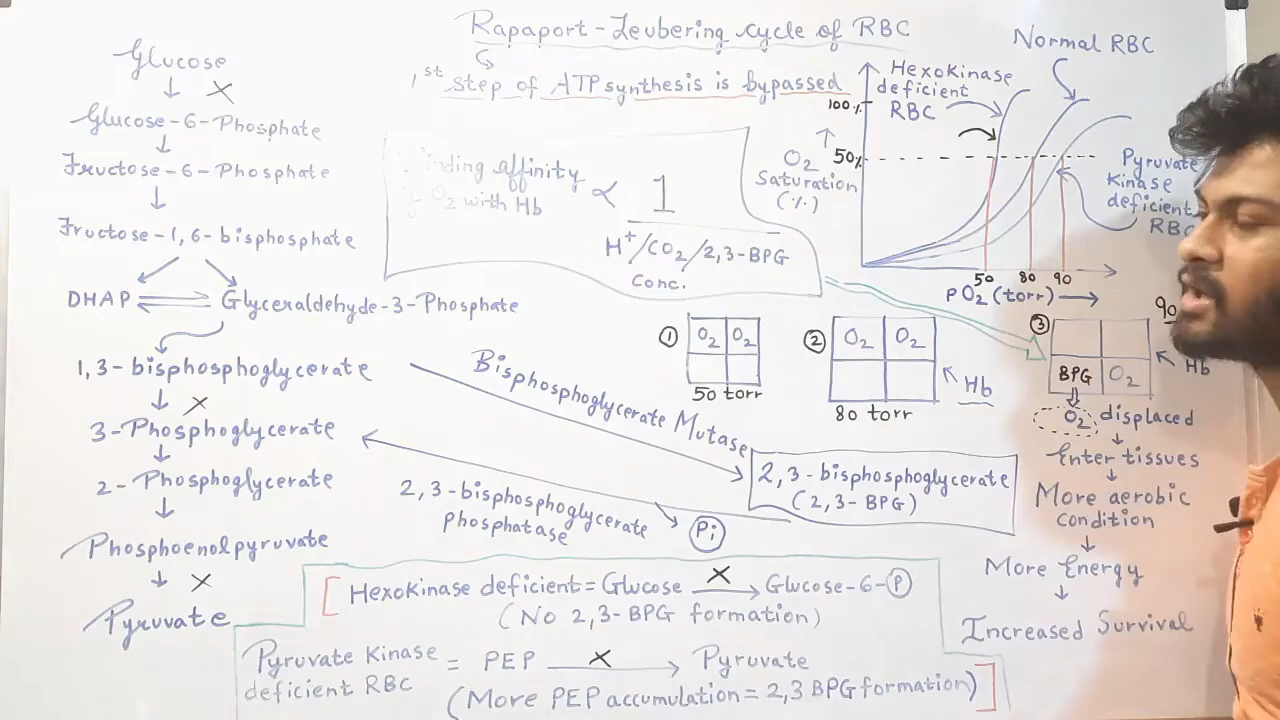 Rapaport-Leubering cycle of RBC
1st step of ATP synthesis is bypassed
Glucose
X
Glucose-6-Phosphate
Fructose-6-Phosphate
Fructose-1,6-bisphosphate
DHAP
Glyceraldehyde-3-Phosphate
1,3-bisphosphoglycerate
X
3-Phosphoglycerate
2-Phosphoglycerate
Phosphoenolpyruvate
X
Pyruvate
affinity
O2 with Hb
∝ 1
H+/CO2/2,3-BPG
Conc.
Bisphosphoglycerate Mutase
2,3-bisphosphoglycerate
(2,3-BPG)
2,3-bisphosphoglycerate
Phosphatase
Pi
Normal RBC
Hexokinase
deficient
RBC
100%
50%
O2
Saturation
(%)
Pyruvate
Kinase
deficient
RBC
50 80 90
pO2 (torr)
① O2 O2
50 torr
② O2 O2
Hb
80 torr
③
90
BPG O2
Hb
O2 displaced
Enter tissues
More aerobic
condition
More Energy
Increased Survival
[Hexokinase deficient = Glucose X Glucose-6-P
(No 2,3-BPG formation)
Pyruvate Kinase
deficient RBC
= PEP X Pyruvate
(More PEP accumulation = 2,3 BPG formation)]